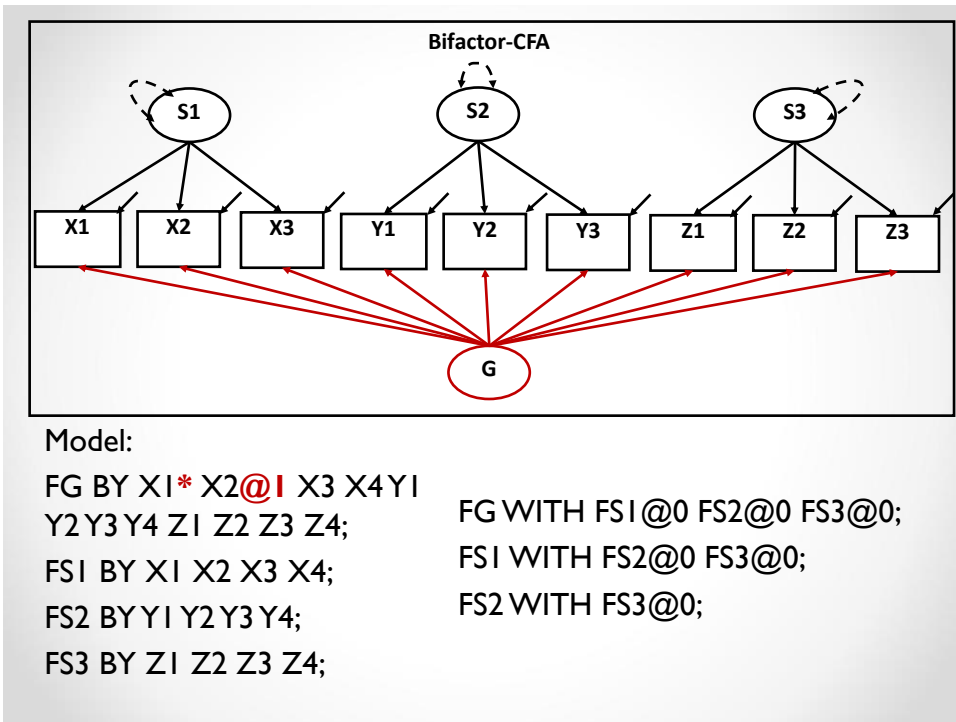 Bifactor-CFA
S1 S2 S3
X1 X2 X3 Y1 Y2 Y3 Z1 Z2 Z3
G
Model:
FG BY X1* X2@1 X3 X4 Y1
Y2 Y3 Y4 Z1 Z2 Z3 Z4;
FS1 BY X1 X2 X3 X4;
FS2 BY Y1 Y2 Y3 Y4;
FS3 BY Z1 Z2 Z3 Z4;
FG WITH FS1@0 FS2@0 FS3@0;
FS1 WITH FS2@0 FS3@0;
FS2 WITH FS3@0;